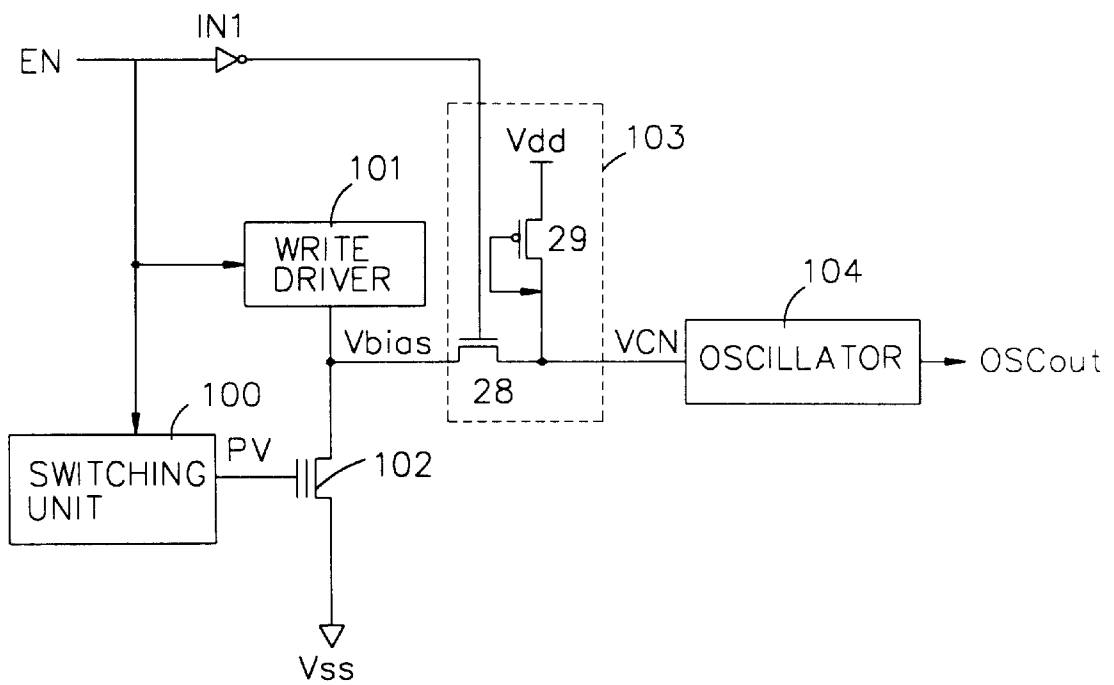 IN1
EN
Vdd
103
101
29
WRITE
DRIVER
104
Vbias
VCN
OSCILLATOR
OSCout
28
100
PV
102
SWITCHING
UNIT
Vss